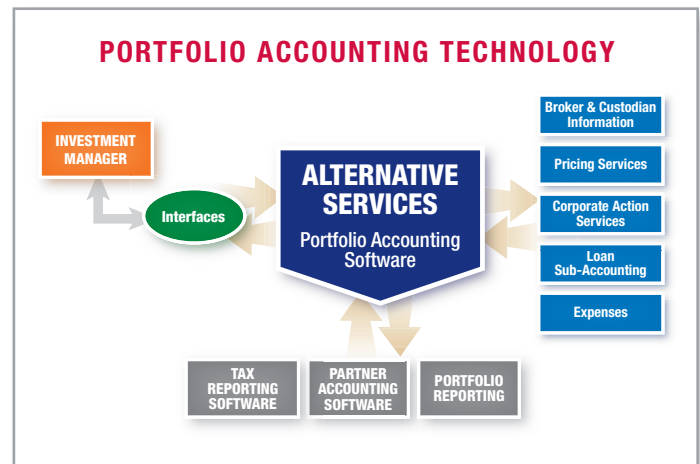 PORTFOLIO ACCOUNTING TECHNOLOGY
INVESTMENT
MANAGER
Interfaces
ALTERNATIVE
SERVICES
Portfolio Accounting
Software
Broker & Custodian
Information
Pricing Services
Corporate Action
Services
Loan
Sub-Accounting
Expenses
TAX
REPORTING
SOFTWARE
PARTNER
ACCOUNTING
SOFTWARE
PORTFOLIO
REPORTING